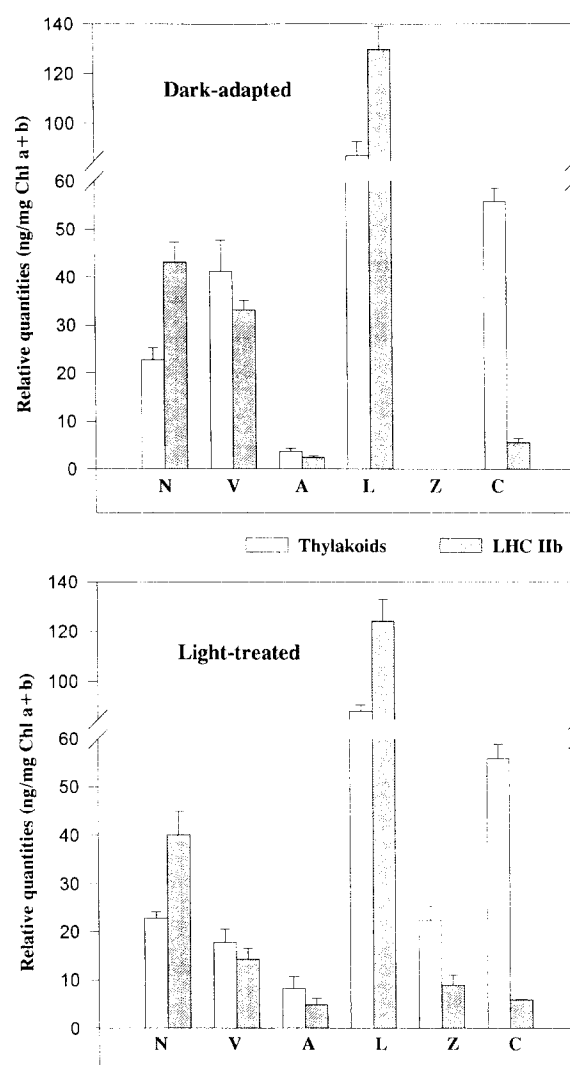 140
120
Dark-adapted
100
60
50
40
30
20
10
0
Relative quantities (ng/mg Chl a+b)
N V A L Z C
Thylakoids LHC IIb
140
120
Light-treated
100
60
50
40
30
20
10
0
Relative quantities (ng/mg Chl a+b)
N V A L Z C